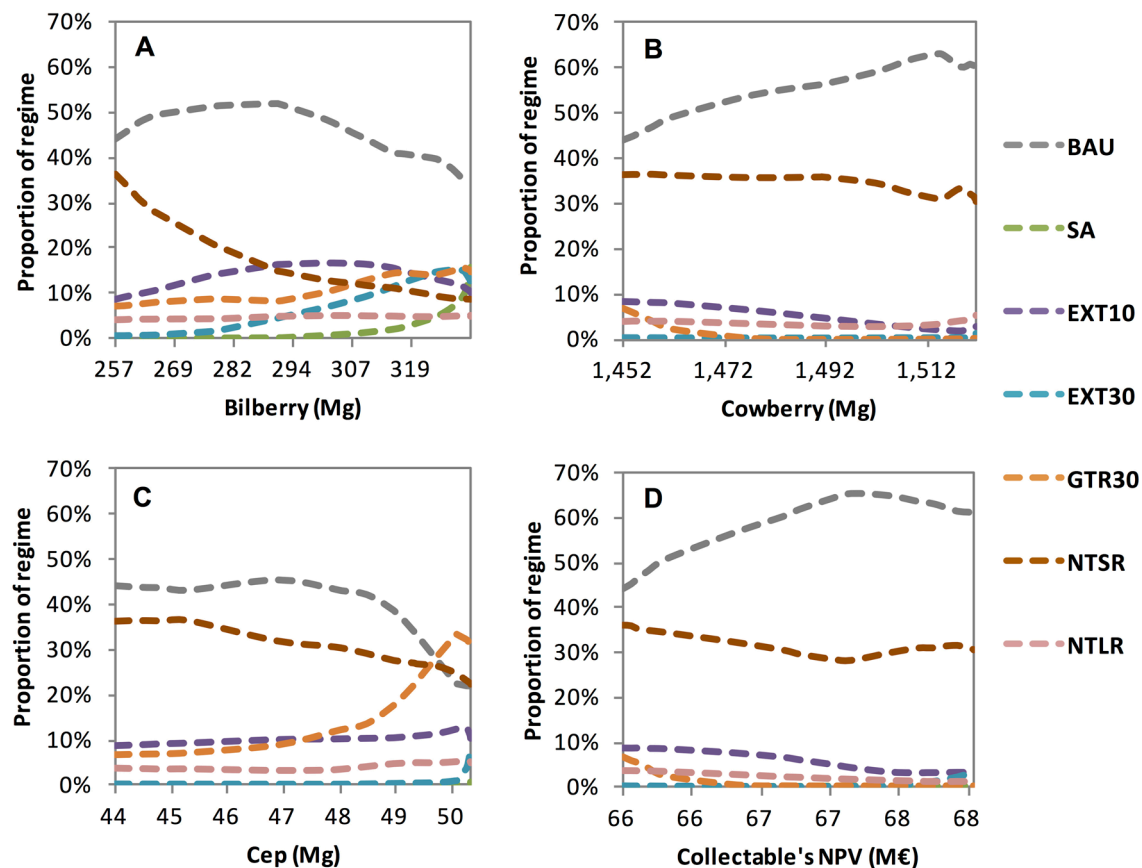 A
Proportion of regime
70%
60%
50%
40%
30%
20%
10%
0%
257 269 282 294 307 319
Bilberry (Mg)
B
Proportion of regime
70%
60%
50%
40%
30%
20%
10%
0%
1,452 1,472 1,492 1,512
Cowberry (Mg)
BAU
SA
EXT10
EXT30
GTR30
NTSR
NTLR
C
Proportion of regime
70%
60%
50%
40%
30%
20%
10%
0%
44 45 46 47 48 49 50
Cep (Mg)
D
Proportion of regime
70%
60%
50%
40%
30%
20%
10%
0%
66 66 67 67 68 68
Collectable's NPV (M€)